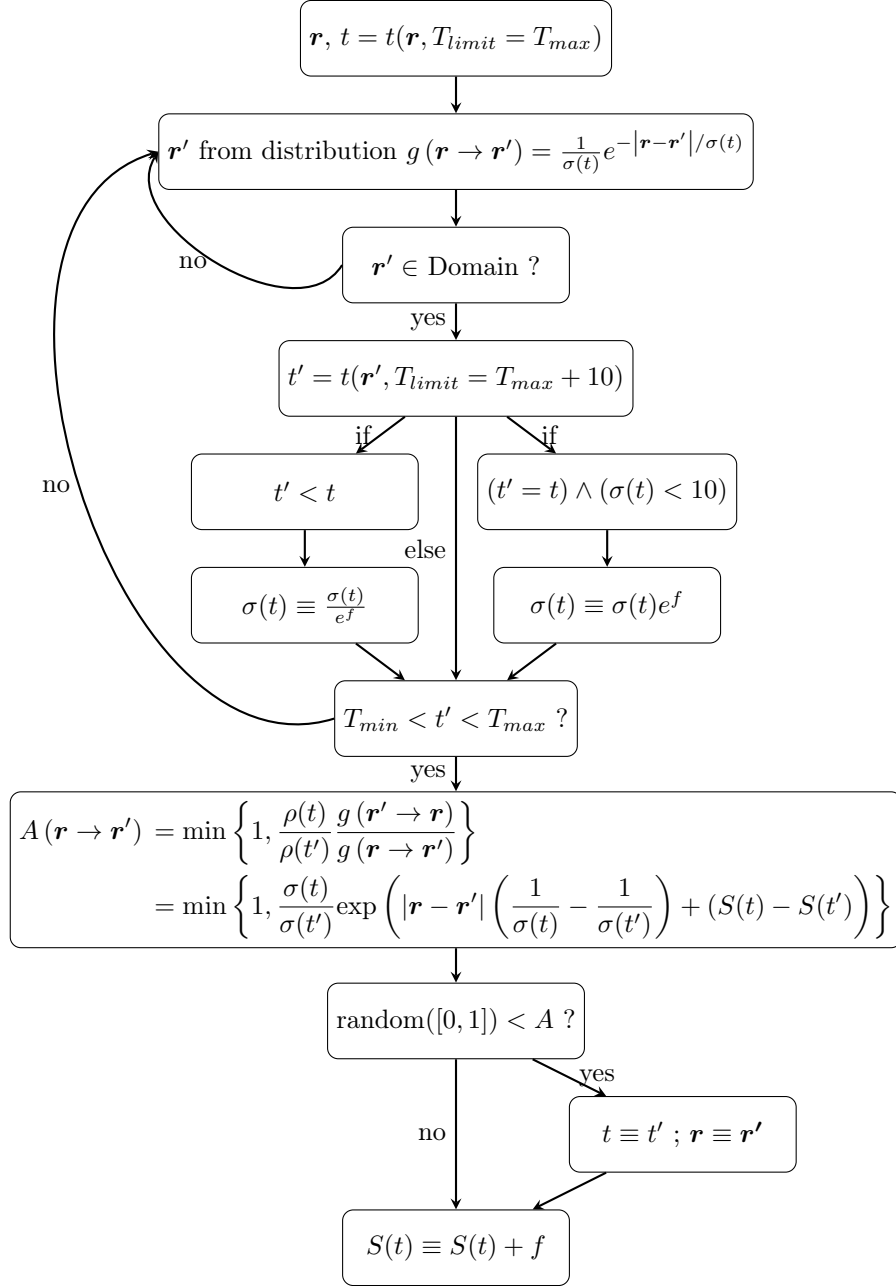 𝒓, t = t(𝒓, T_{limit} = T_{max})
𝒓′ from distribution g (𝒓 → 𝒓′) = \frac{1}{σ(t)} e^{−|𝒓−𝒓′|/σ(t)}
no
𝒓′ ∈ Domain ?
yes
t′ = t(𝒓′, T_{limit} = T_{max} + 10)
if
if
no
t′ < t
(t′ = t) ∧ (σ(t) < 10)
else
σ(t) ≡ \frac{σ(t)}{e^f}
σ(t) ≡ σ(t)e^f
T_{min} < t′ < T_{max} ?
yes
A (𝒓 → 𝒓′) = min {1, \frac{ρ(t)}{ρ(t′)} \frac{g (𝒓′ → 𝒓)}{g (𝒓 → 𝒓′)}}
= min {1, \frac{σ(t)}{σ(t′)} exp (|𝒓 − 𝒓′| (\frac{1}{σ(t)} − \frac{1}{σ(t′)}) + (S(t) − S(t′))}
random([0, 1]) < A ?
yes
no
t ≡ t′ ; 𝒓 ≡ 𝒓′
S(t) ≡ S(t) + f